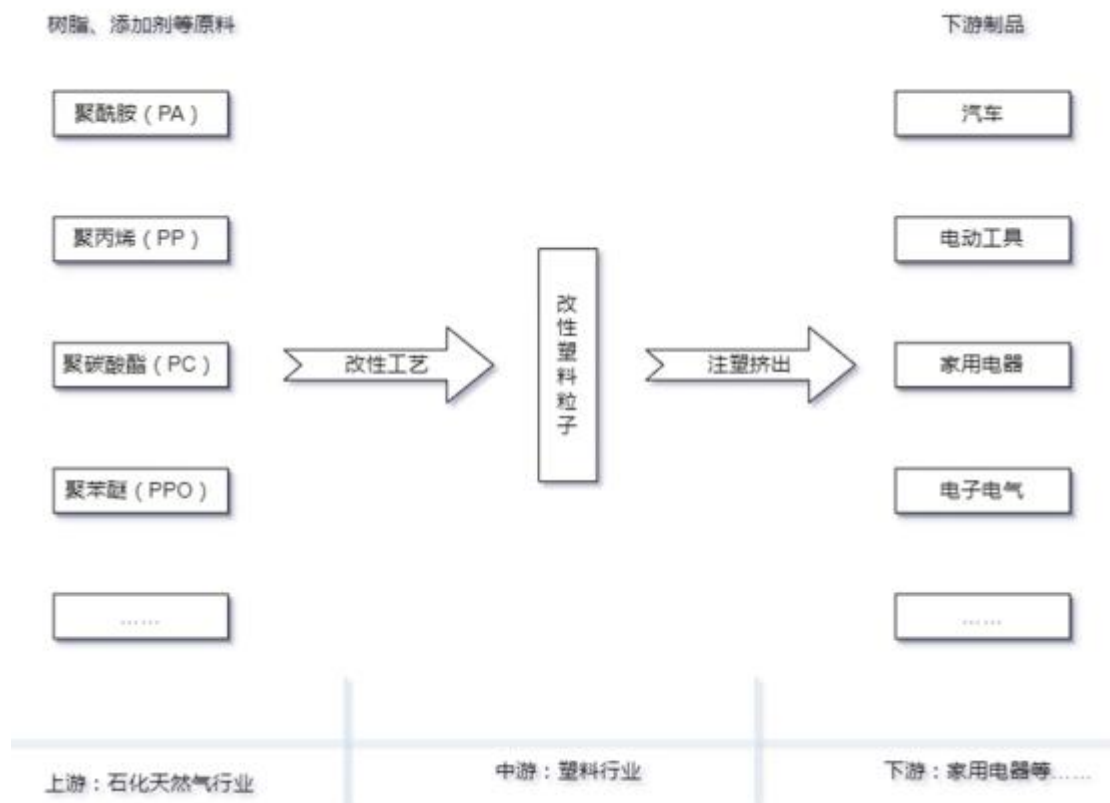 树脂、添加剂等原料
下游制品
聚酰胺（PA）
汽车
聚丙烯（PP）
电动工具
改性塑料粒子
聚碳酸酯（PC）
改性工艺
注塑挤出
家用电器
聚苯醚（PPO）
电子电气
……
……
上游：石化天然气行业
中游：塑料行业
下游：家用电器等……